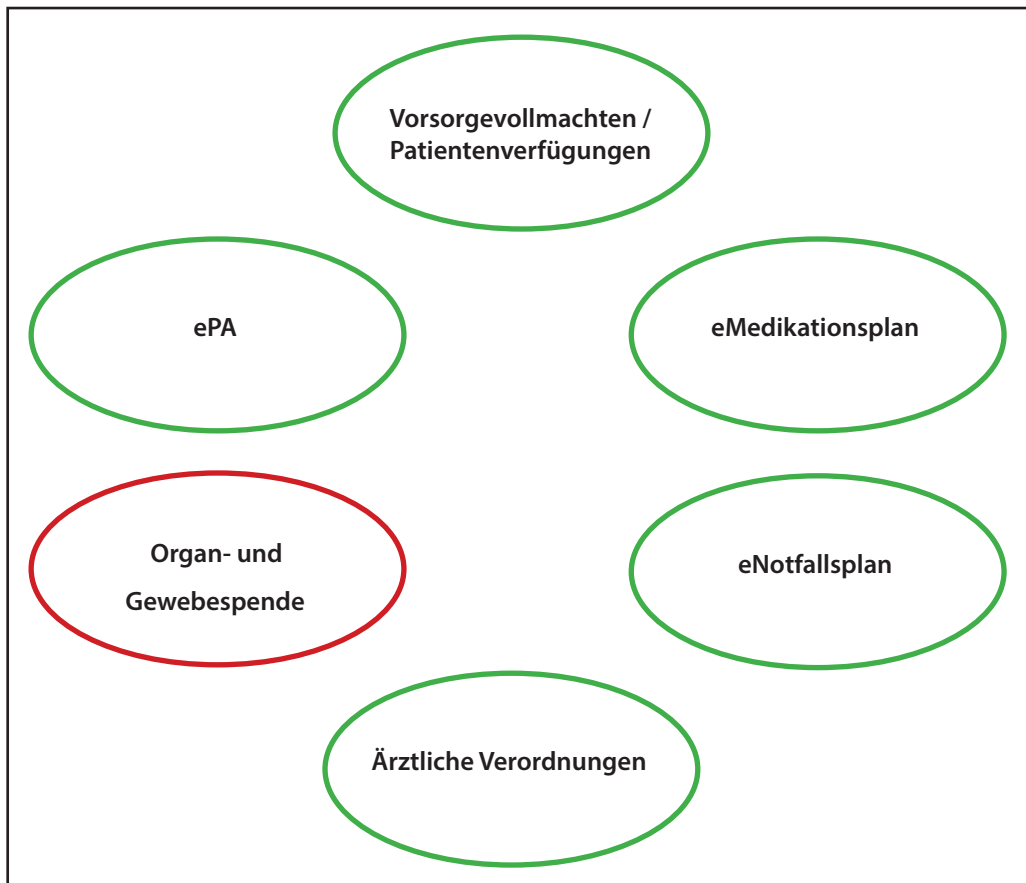 Vorsorgevollmachten /
Patientenverfügungen
ePA
eMedikationsplan
Organ- und
Gewebespende
eNotfallsplan
Ärztliche Verordnungen